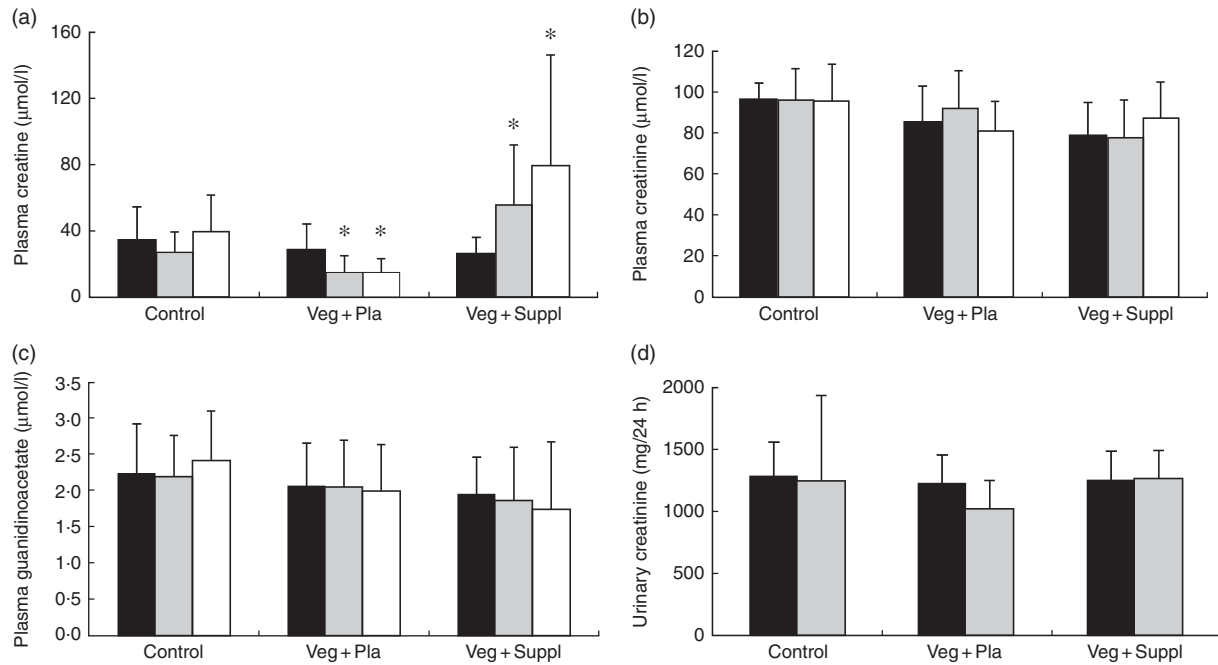 (a)
160
120
80
40
0
Plasma creatine (μmol/l)
*
*
*
*
Control
Veg + Pla
Veg + Suppl
(b)
120
100
80
60
40
20
0
Plasma creatinine (μmol/l)
Control
Veg + Pla
Veg + Suppl
(c)
3·5
3·0
2·5
2·0
1·5
1·0
0·5
0·0
Plasma guanidinoacetate (μmol/l)
Control
Veg + Pla
Veg + Suppl
(d)
2000
1500
1000
500
0
Urinary creatinine (mg/24 h)
Control
Veg + Pla
Veg + Suppl